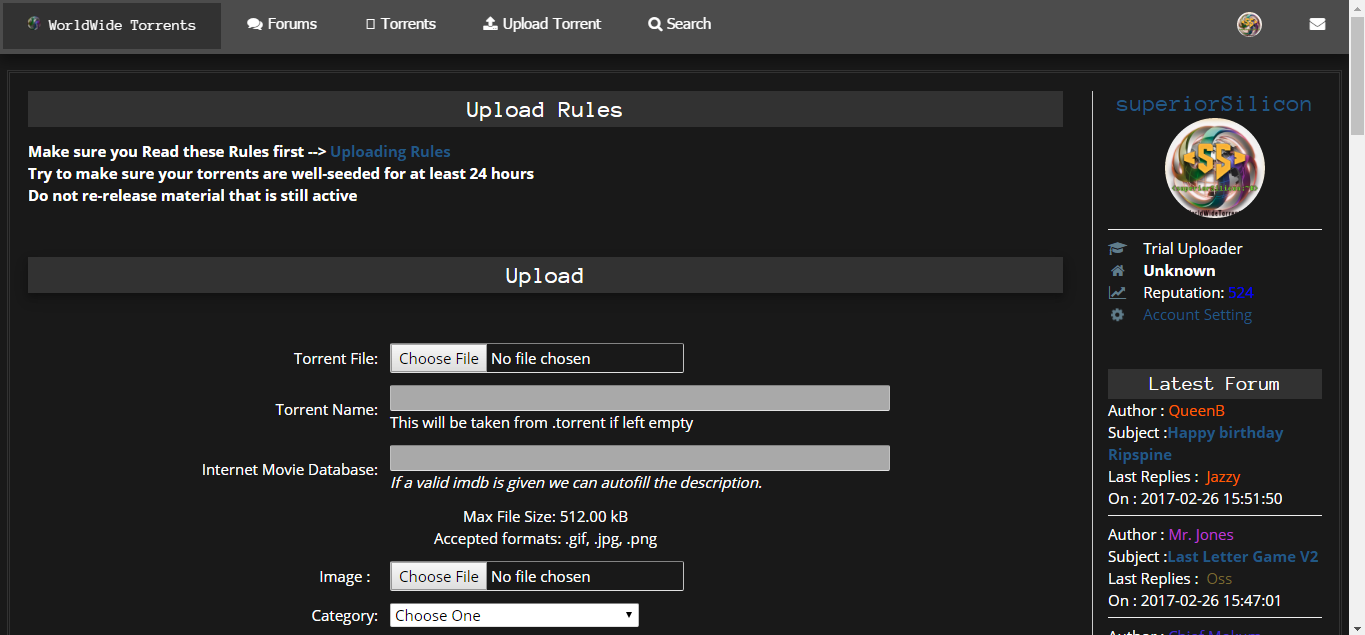 WorldWide Torrents
Forums
Torrents
Upload Torrent
Search
Upload Rules
Make sure you Read these Rules first --> Uploading Rules
Try to make sure your torrents are well-seeded for at least 24 hours
Do not re-release material that is still active
Upload
Torrent File: Choose File No file chosen
Torrent Name:
This will be taken from .torrent if left empty
Internet Movie Database:
If a valid imdb is given we can autofill the description.
Max File Size: 512.00 kB
Accepted formats: .gif, .jpg, .png
Image : Choose File No file chosen
Category: Choose One
superiorSilicon
<SS>
Trial Uploader
Unknown
Reputation: 524
Account Setting
Latest Forum
Author : QueenB
Subject :Happy birthday
Ripspine
Last Replies : Jazzy
On : 2017-02-26 15:51:50
Author : Mr. Jones
Subject :Last Letter Game V2
Last Replies : Oss
On : 2017-02-26 15:47:01